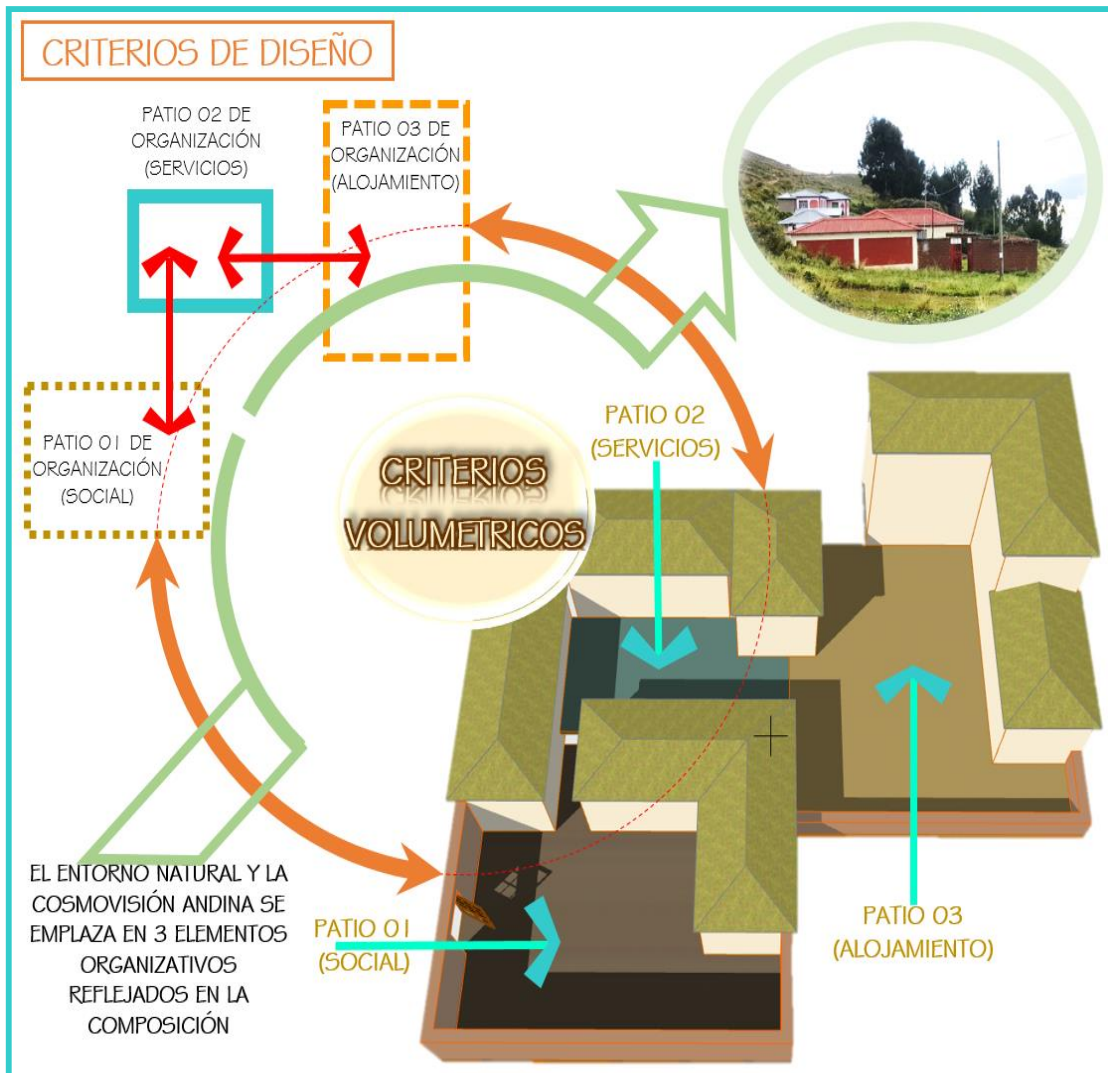 CRITERIOS DE DISEÑO
PATIO 02 DE
ORGANIZACIÓN
(SERVICIOS)
PATIO 03 DE
ORGANIZACIÓN
(ALOJAMIENTO)
PATIO 01 DE
ORGANIZACIÓN
(SOCIAL)
CRITERIOS
VOLUMETRICOS
PATIO 02
(SERVICIOS)
EL ENTORNO NATURAL Y LA
COSMOVISIÓN ANDINA SE
EMPLAZA EN 3 ELEMENTOS
ORGANIZATIVOS
REFLEJADOS EN LA
COMPOSICIÓN
PATIO 01
(SOCIAL)
PATIO 03
(ALOJAMIENTO)